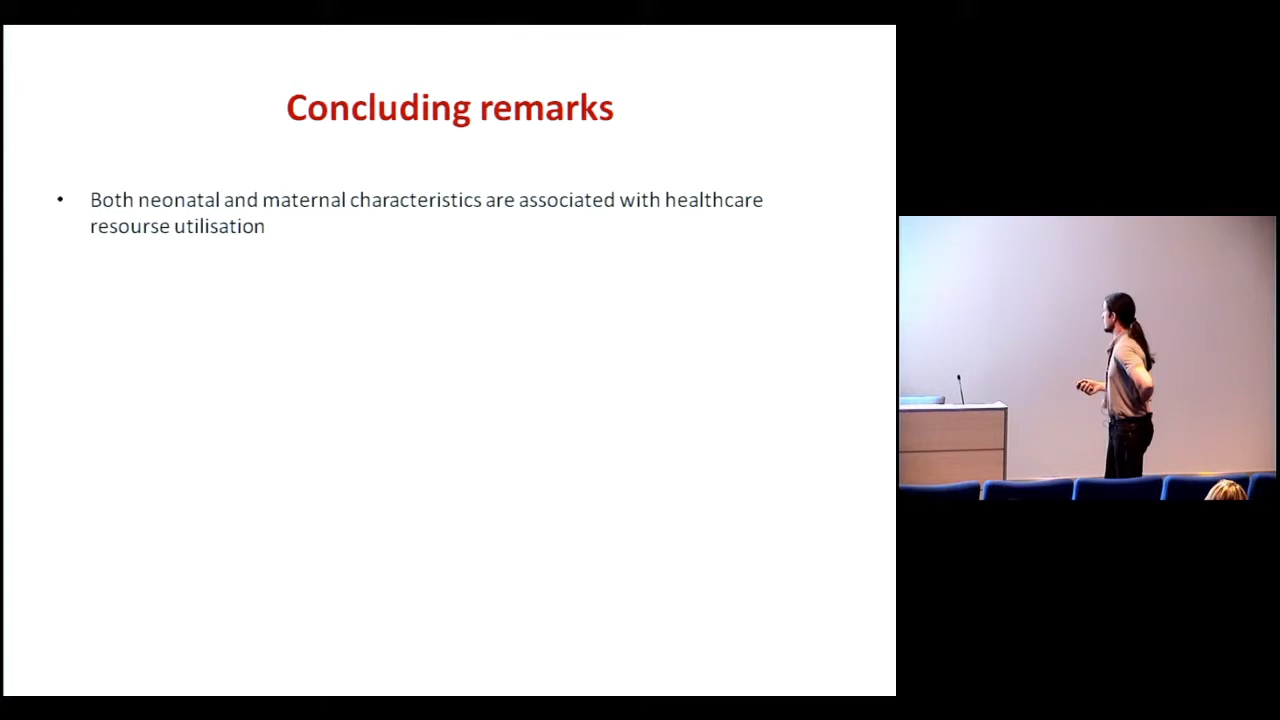 Concluding remarks
• Both neonatal and maternal characteristics are associated with healthcare
resourse utilisation